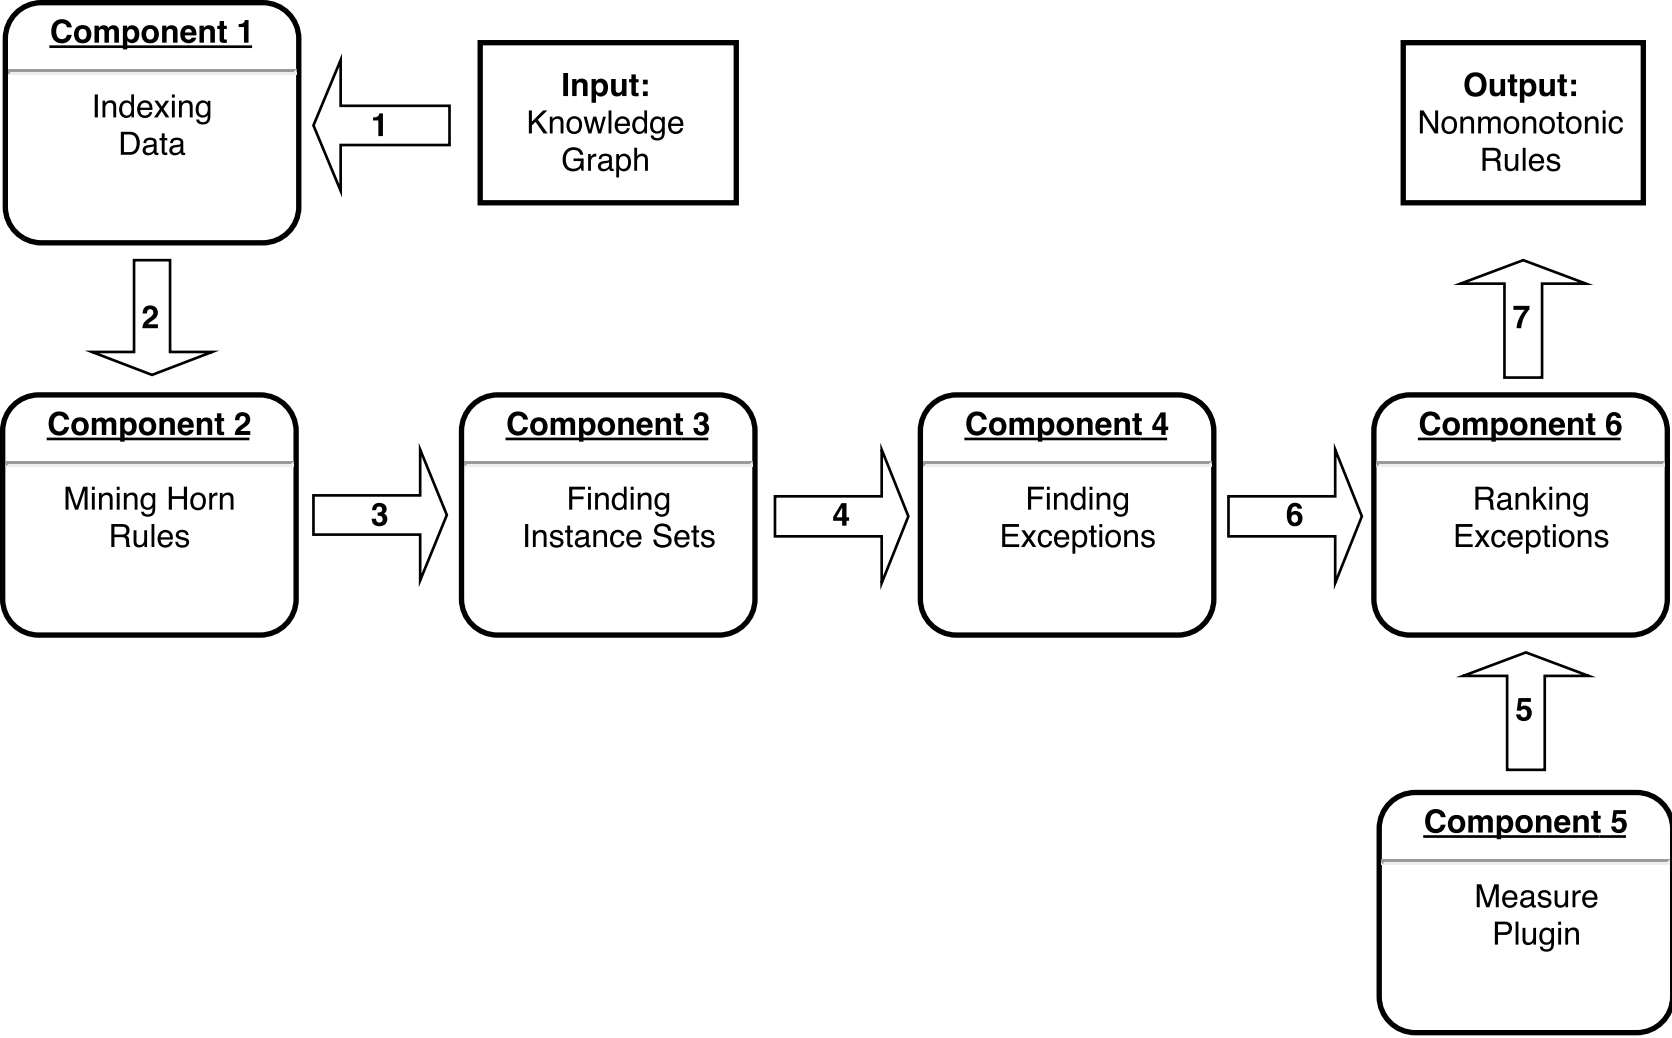 Component 1
Indexing
Data
1
Input:
Knowledge
Graph
Output:
Nonmonotonic
Rules
2
7
Component 2
Mining Horn
Rules
3
Component 3
Finding
Instance Sets
4
Component 4
Finding
Exceptions
6
Component 6
Ranking
Exceptions
5
Component 5
Measure
Plugin